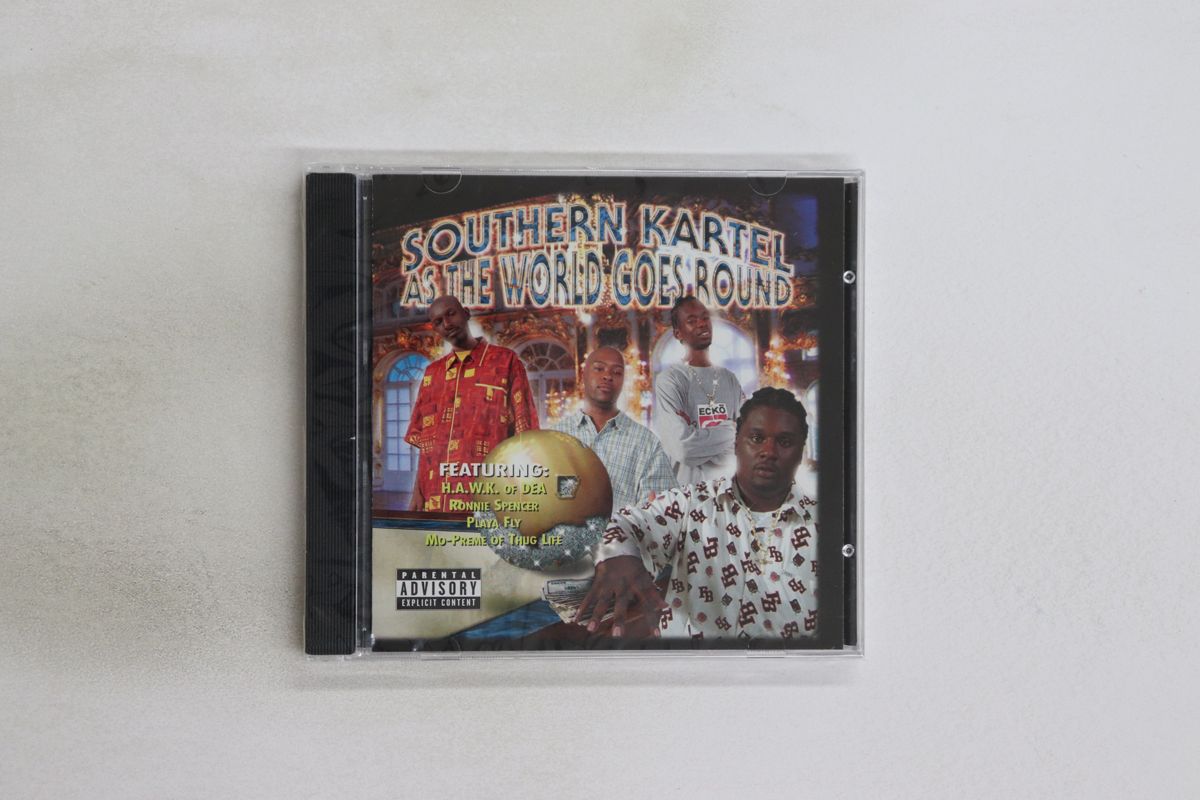 SOUTHERN KARTEL
AS THE WORLD GOES ROUND
ECKŌ
FEATURING:
H.A.W.K. OF DEA
RONNIE SPENCER
PLAYA FLY
MO-PREME OF THUG LIFE
PARENTAL
ADVISORY
EXPLICIT CONTENT